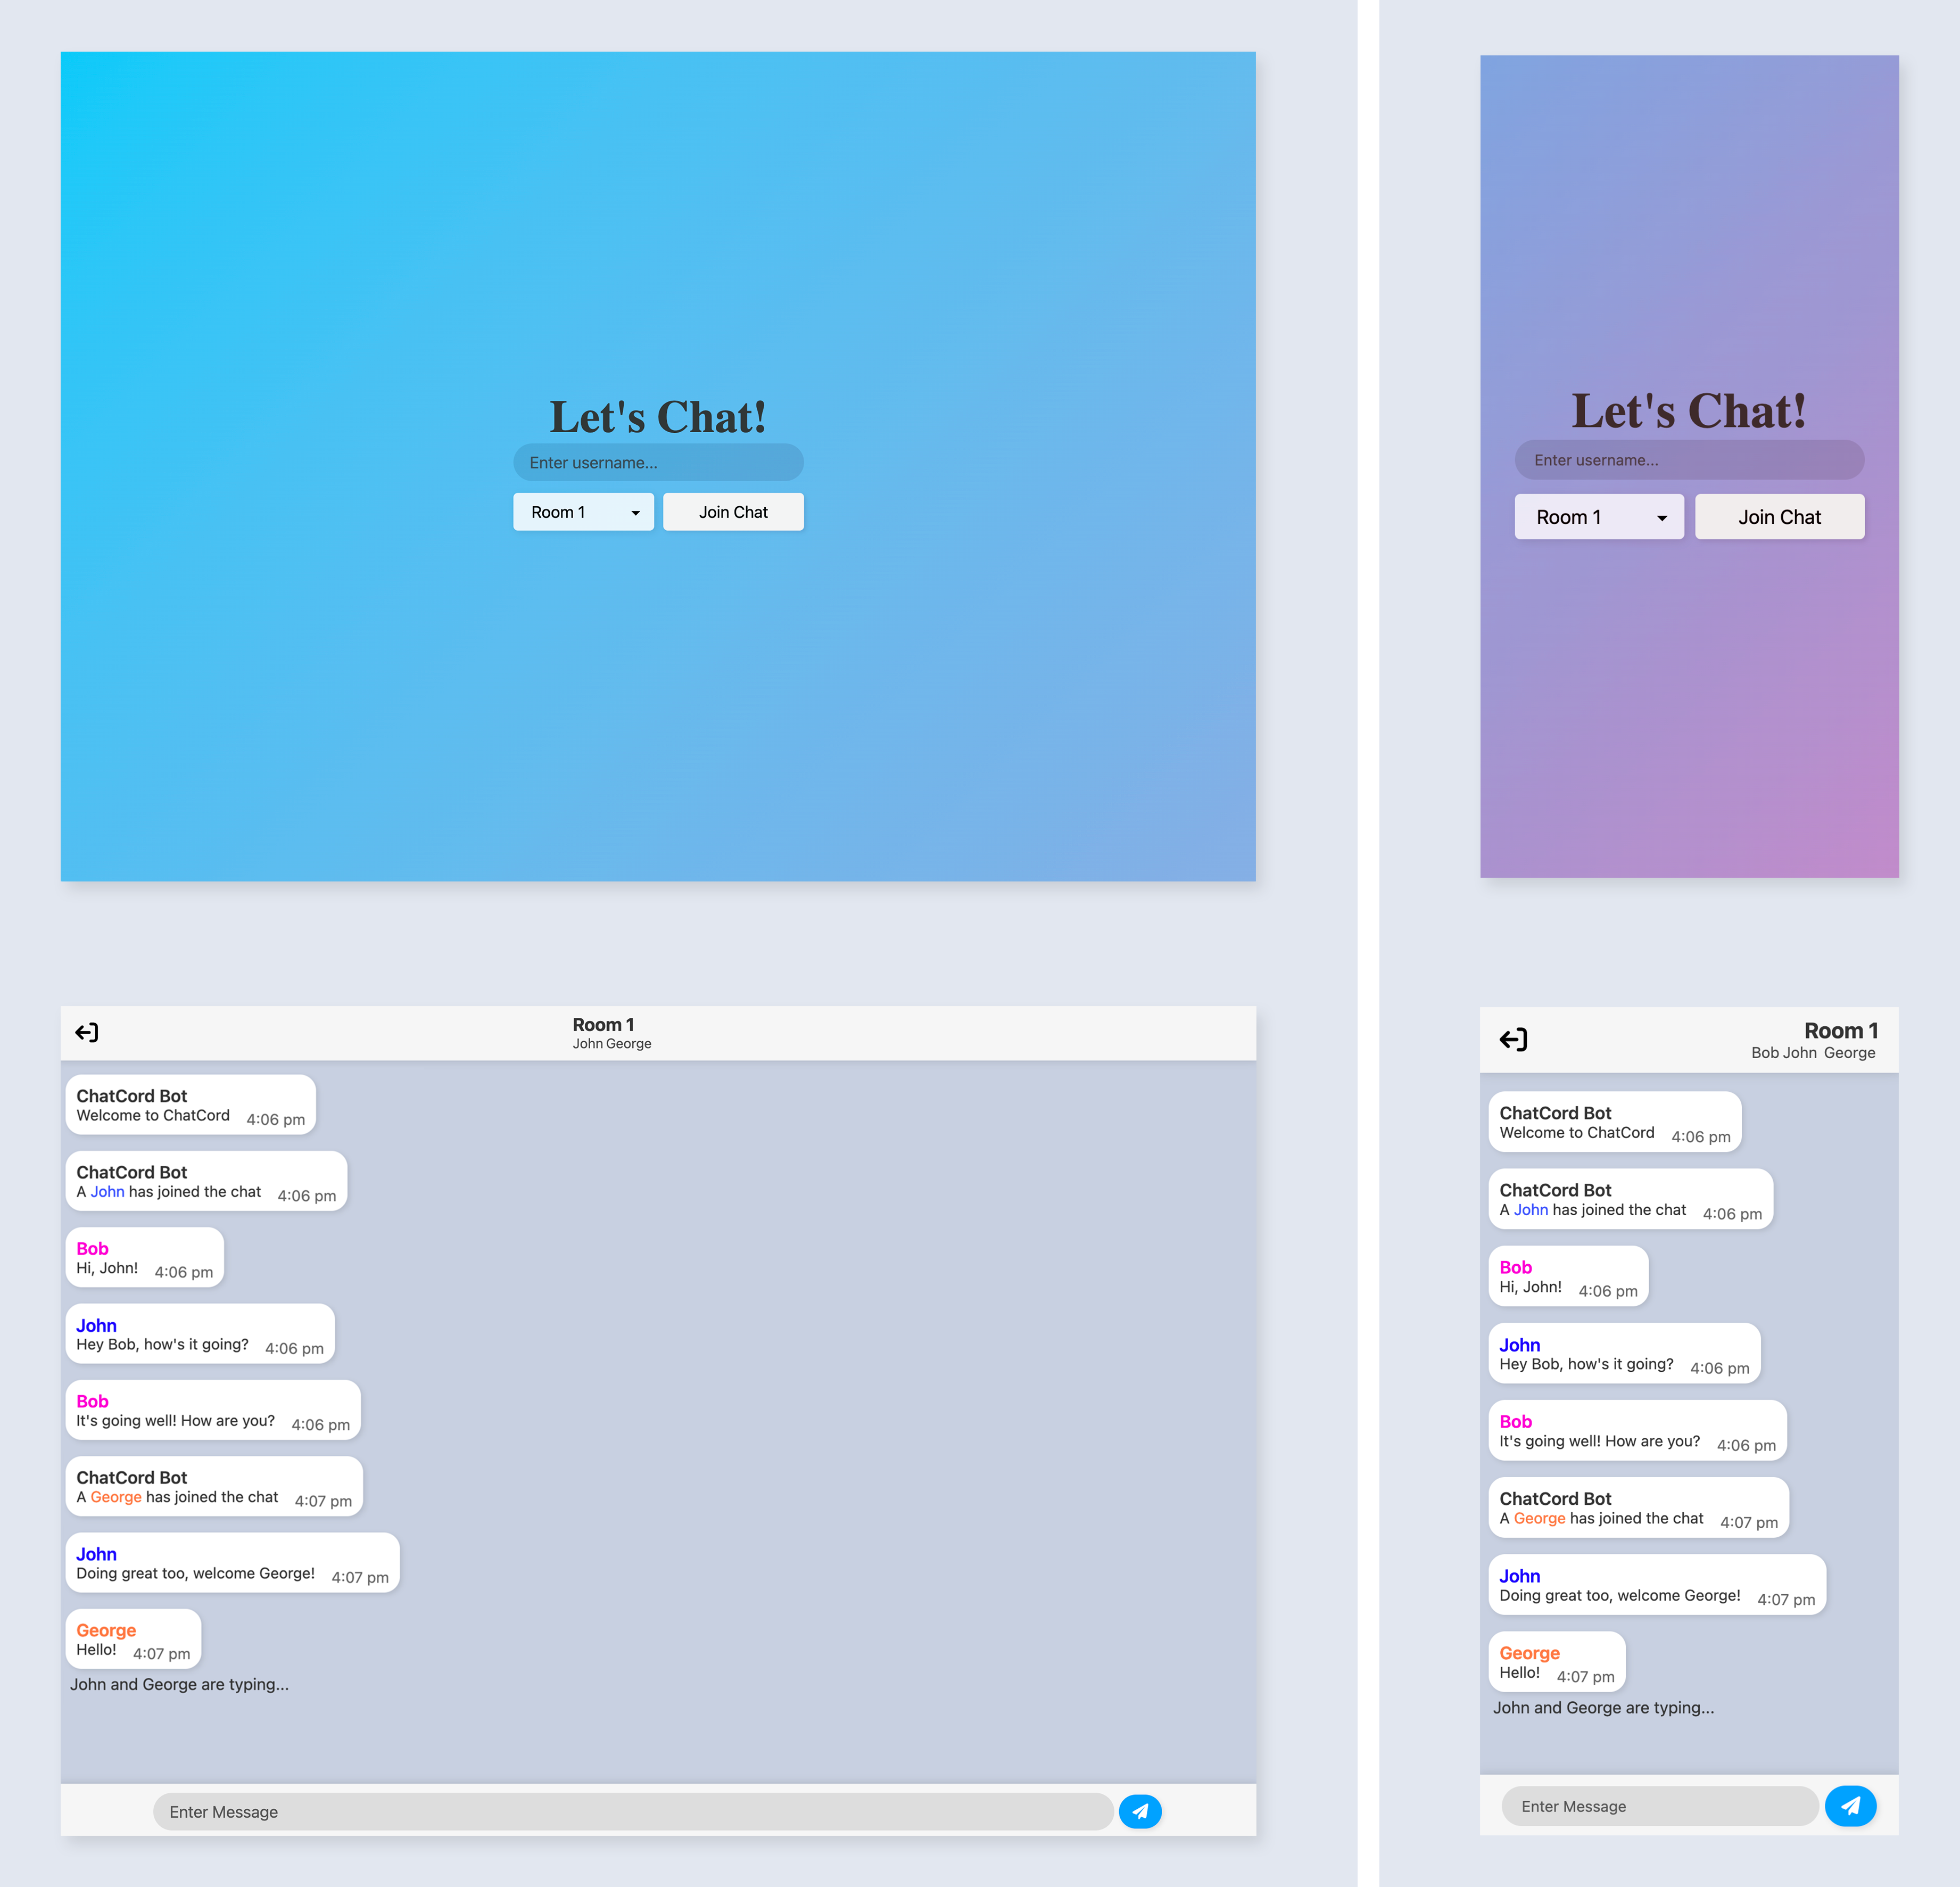 Let's Chat!
Enter username...
Room 1
Join Chat
Let's Chat!
Enter username...
Room 1
Join Chat
Room 1
John George
ChatCord Bot
Welcome to ChatCord 4:06 pm
ChatCord Bot
A John has joined the chat 4:06 pm
Bob
Hi, John! 4:06 pm
John
Hey Bob, how's it going? 4:06 pm
Bob
It's going well! How are you? 4:06 pm
ChatCord Bot
A George has joined the chat 4:07 pm
John
Doing great too, welcome George! 4:07 pm
George
Hello! 4:07 pm
John and George are typing...
Enter Message
Room 1
Bob John George
ChatCord Bot
Welcome to ChatCord 4:06 pm
ChatCord Bot
A John has joined the chat 4:06 pm
Bob
Hi, John! 4:06 pm
John
Hey Bob, how's it going? 4:06 pm
Bob
It's going well! How are you? 4:06 pm
ChatCord Bot
A George has joined the chat 4:07 pm
John
Doing great too, welcome George! 4:07 pm
George
Hello! 4:07 pm
John and George are typing...
Enter Message